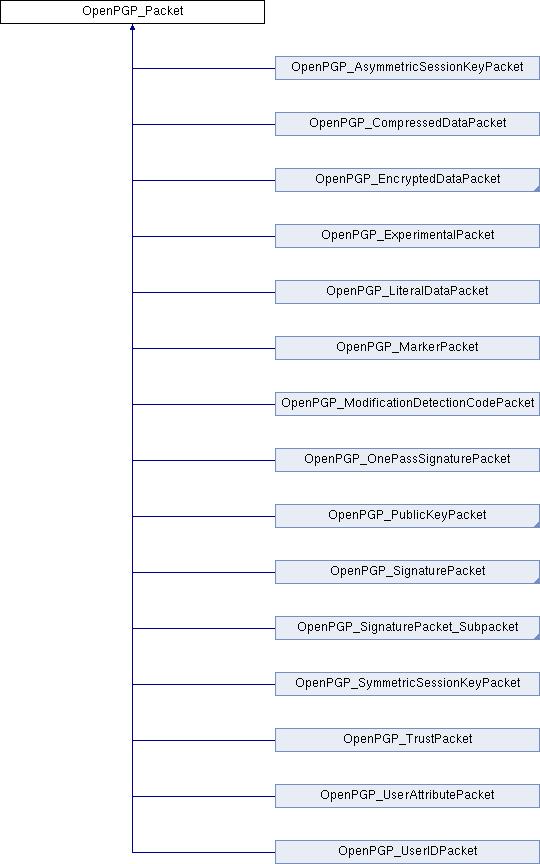 OpenPGP_Packet
OpenPGP_AsymmetricSessionKeyPacket
OpenPGP_CompressedDataPacket
OpenPGP_EncryptedDataPacket
OpenPGP_ExperimentalPacket
OpenPGP_LiteralDataPacket
OpenPGP_MarkerPacket
OpenPGP_ModificationDetectionCodePacket
OpenPGP_OnePassSignaturePacket
OpenPGP_PublicKeyPacket
OpenPGP_SignaturePacket
OpenPGP_SignaturePacket_Subpacket
OpenPGP_SymmetricSessionKeyPacket
OpenPGP_TrustPacket
OpenPGP_UserAttributePacket
OpenPGP_UserIDPacket